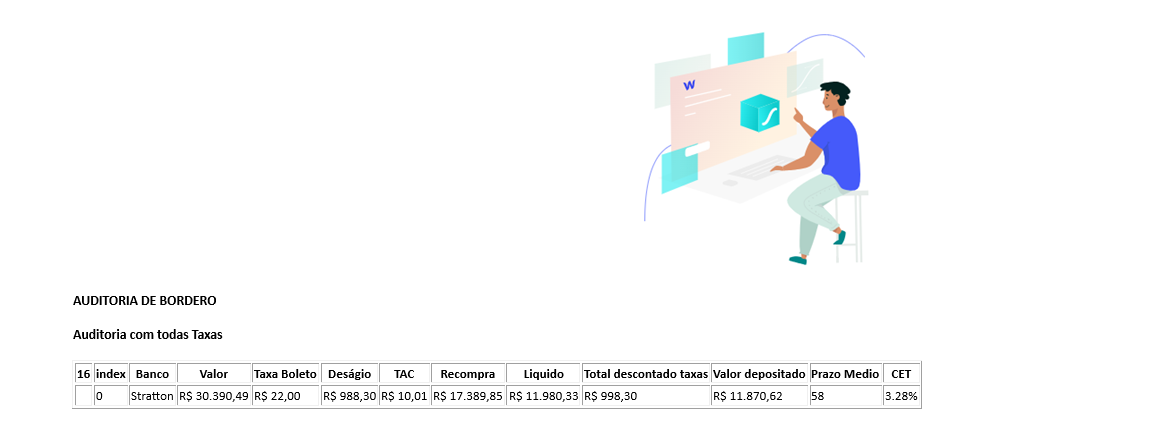 W
AUDITORIA DE BORDERO
Auditoria com todas Taxas
16 index Banco Valor Taxa Boleto Deságio TAC Recompra Liquido Total descontado taxas Valor depositado Prazo Medio CET
0 Stratton R$ 30.390,49 R$ 22,00 R$ 988,30 R$ 10,01 R$ 17.389,85 R$ 11.980,33 R$ 998,30 R$ 11.870,62 58 3.28%